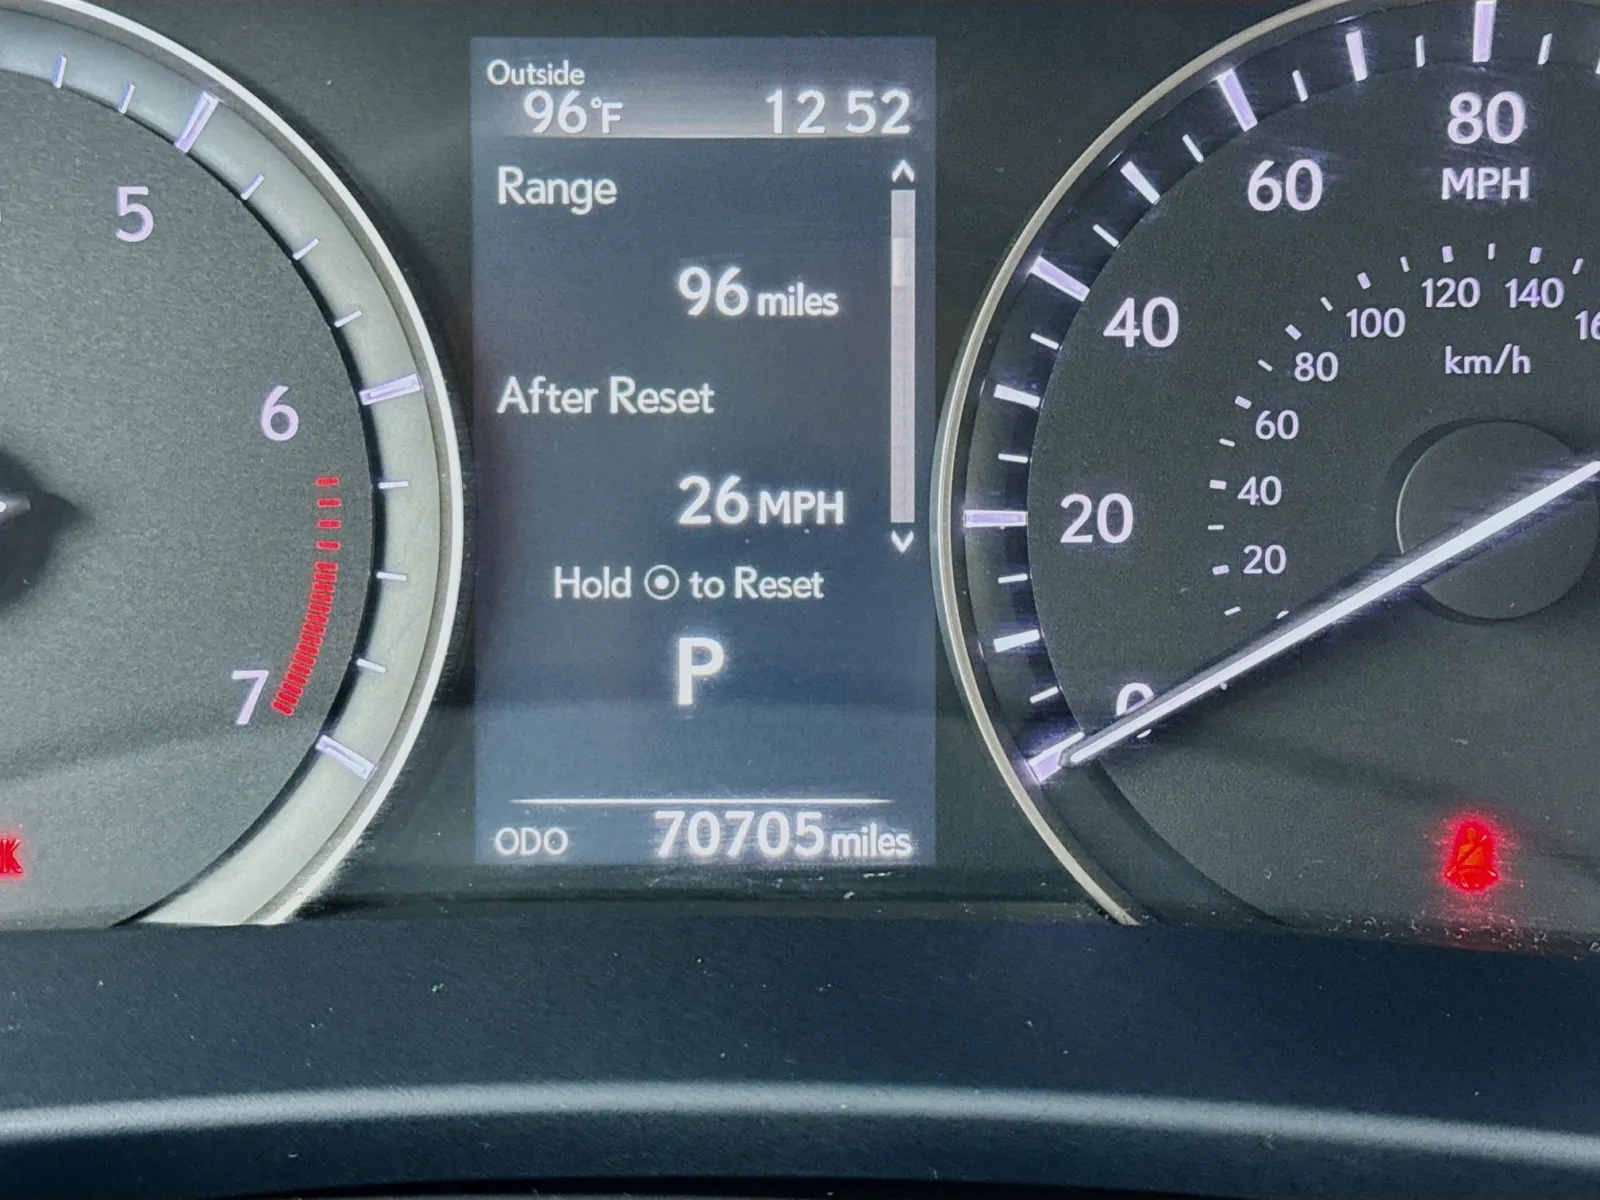 Outside
96°F 12 52
Range
96 miles
After Reset
26 MPH
Hold to Reset
P
ODO 70705 miles
5
6
7
K
0
20
40
60
80
MPH
20
40
60
80
100
120
140
km/h